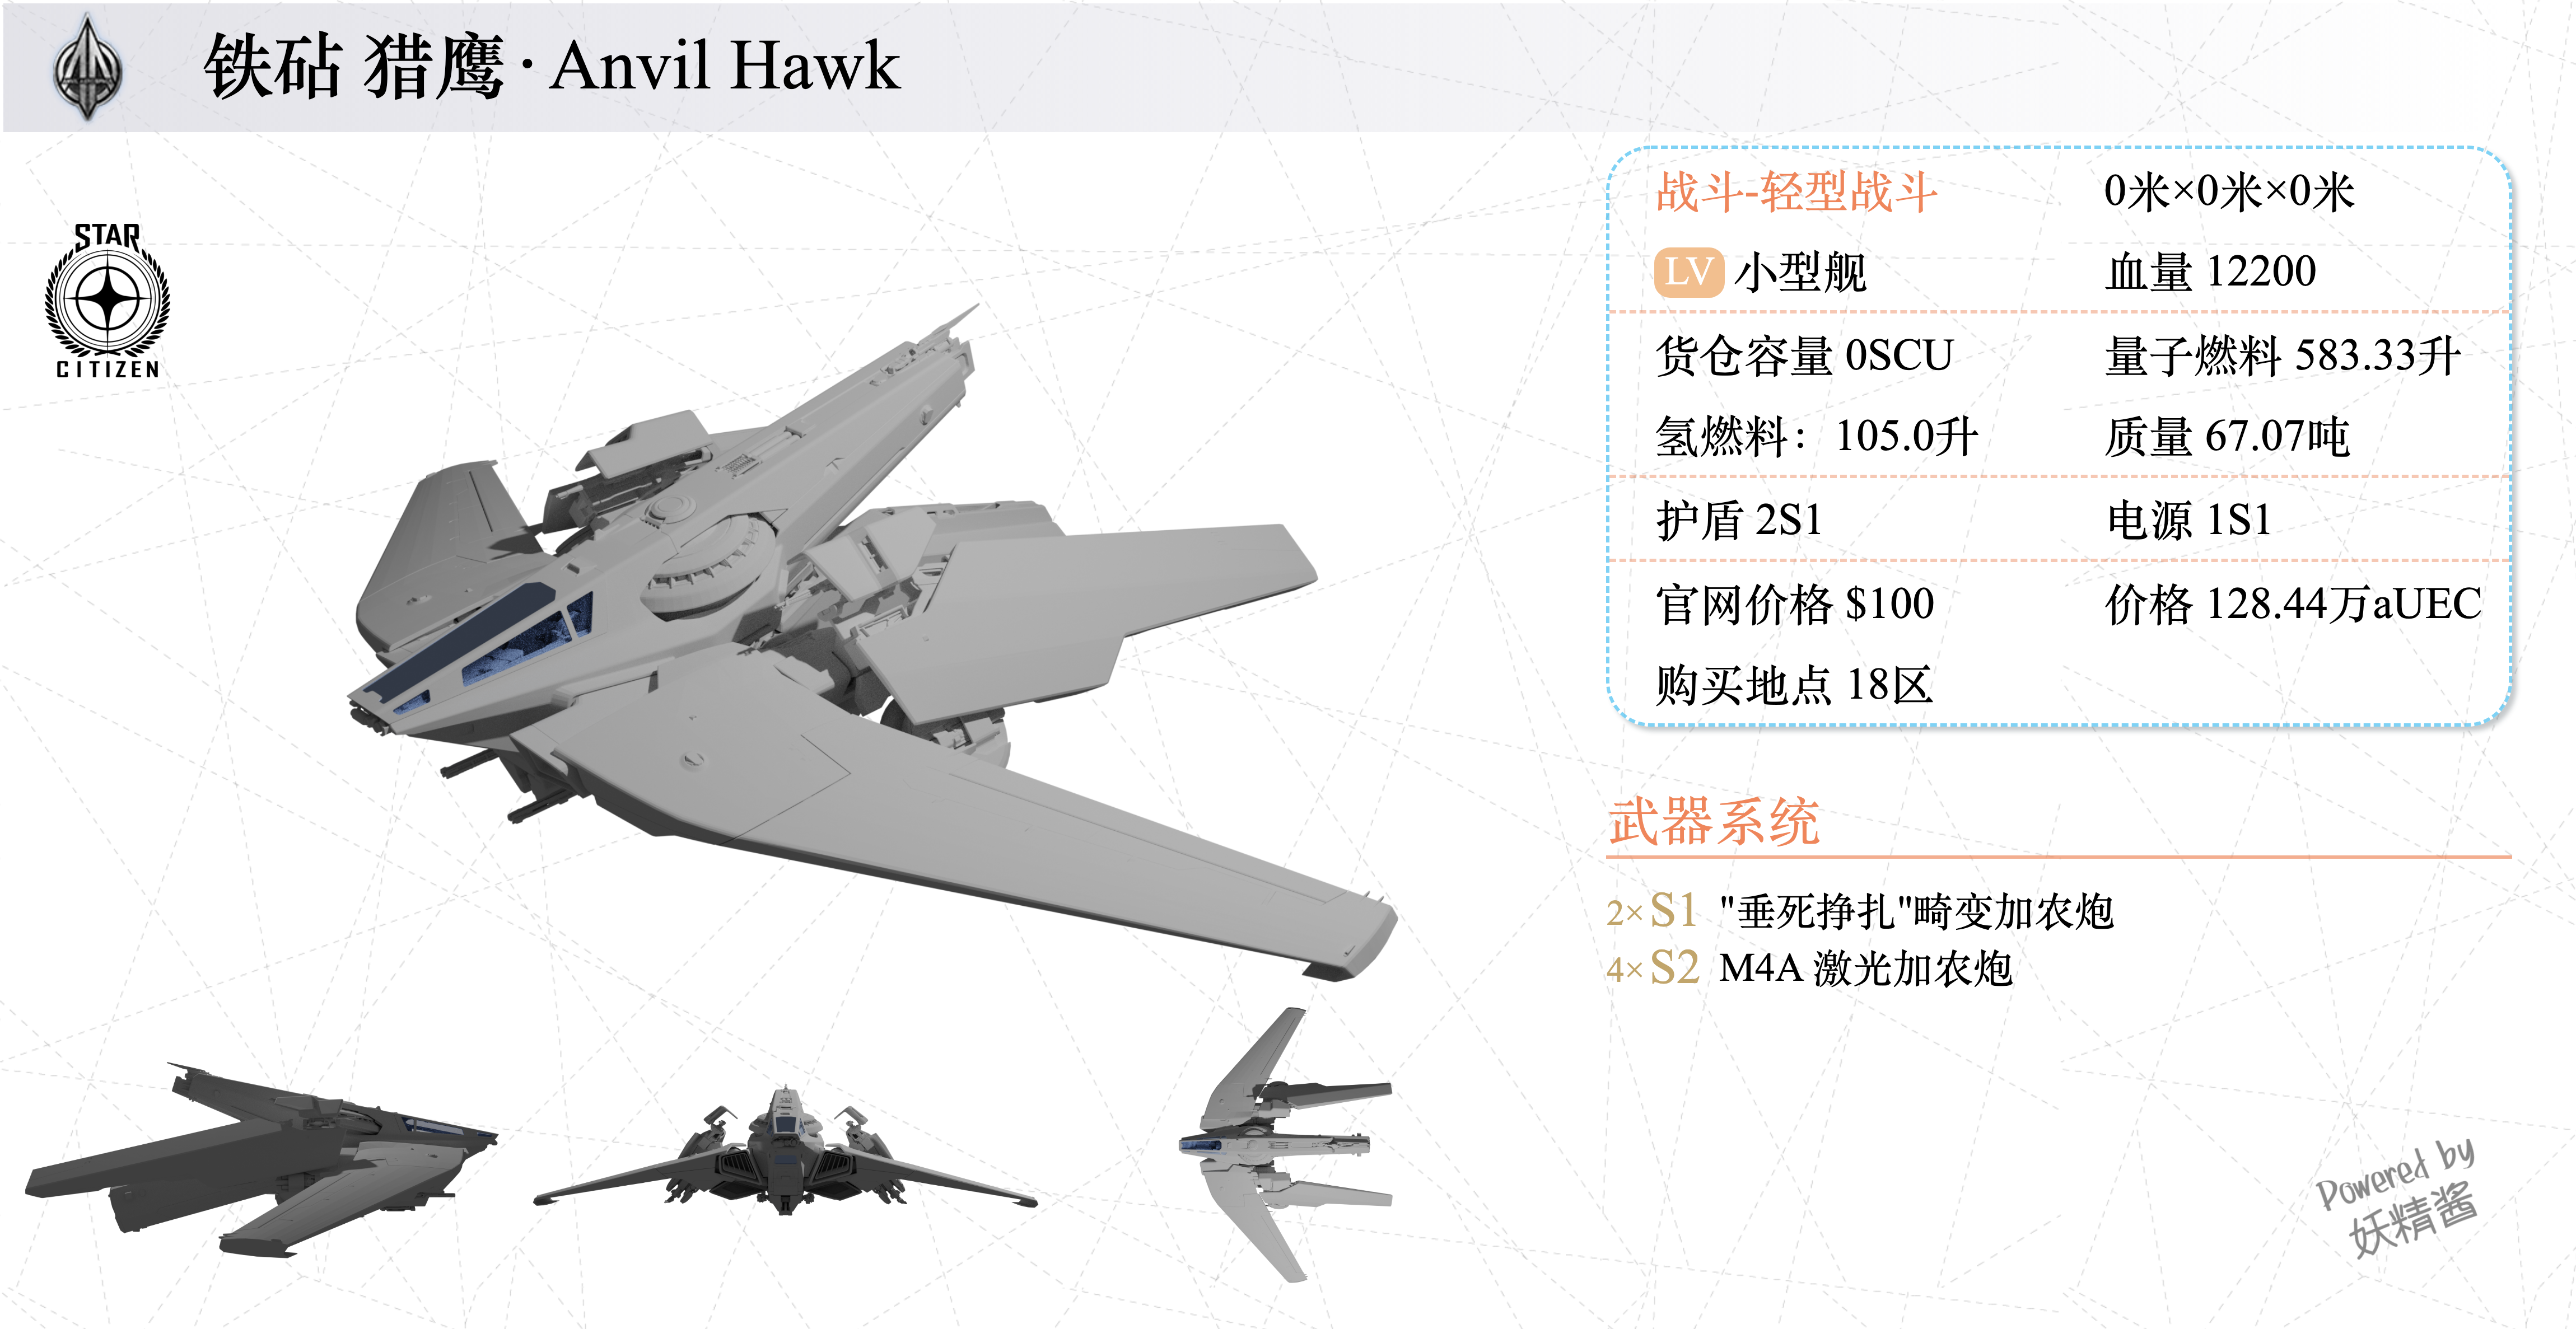 铁砧 猎鹰·Anvil Hawk
STAR
CITIZEN
战斗-轻型战斗 0米×0米×0米
LV 小型舰 血量 12200
货仓容量 0SCU 量子燃料 583.33升
氢燃料：105.0升 质量 67.07吨
护盾 2S1 电源 1S1
官网价格 $100 价格 128.44万aUEC
购买地点 18区
武器系统
2× S1 "垂死挣扎"畸变加农炮
4× S2 M4A 激光加农炮
Powered by
妖精酱